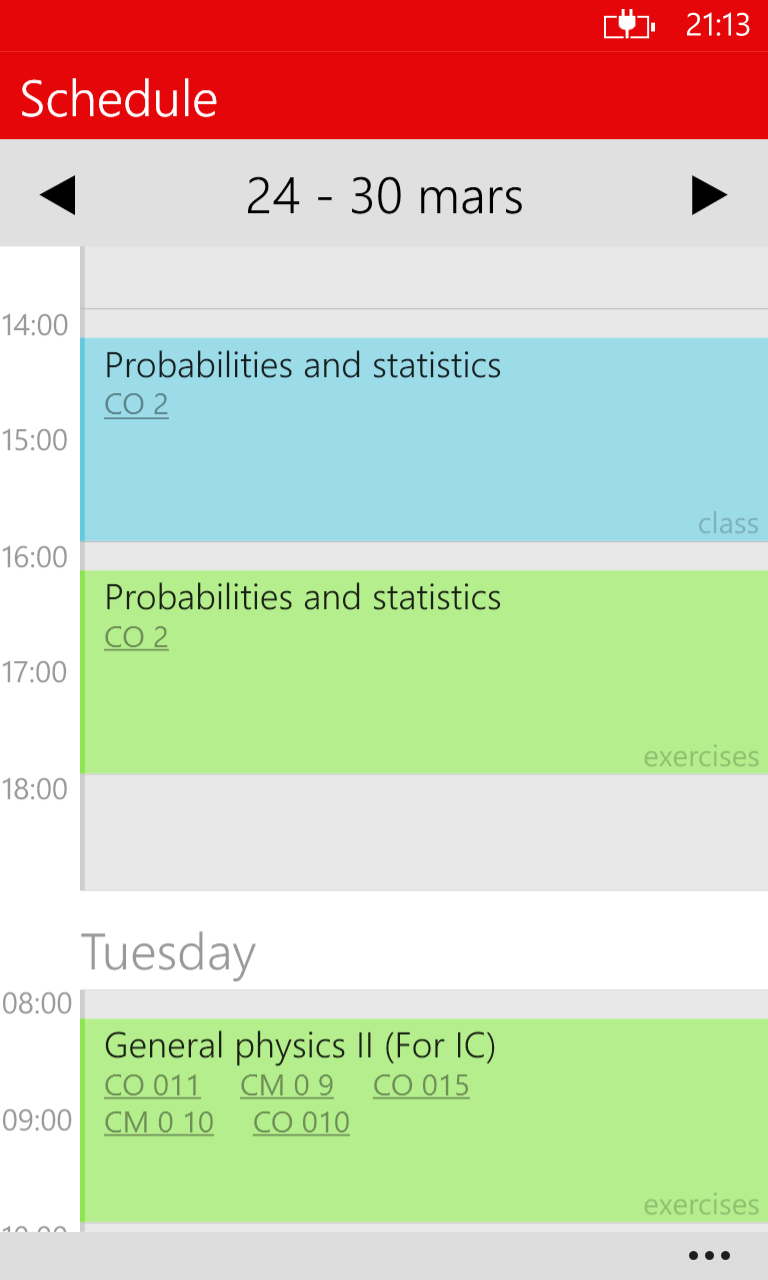 21:13
Schedule
24 - 30 mars
14:00
Probabilities and statistics
CO 2
15:00
class
16:00
Probabilities and statistics
CO 2
17:00
exercises
18:00
Tuesday
08:00
General physics II (For IC)
CO 011 CM 0 9 CO 015
09:00
CM 0 10 CO 010
exercises